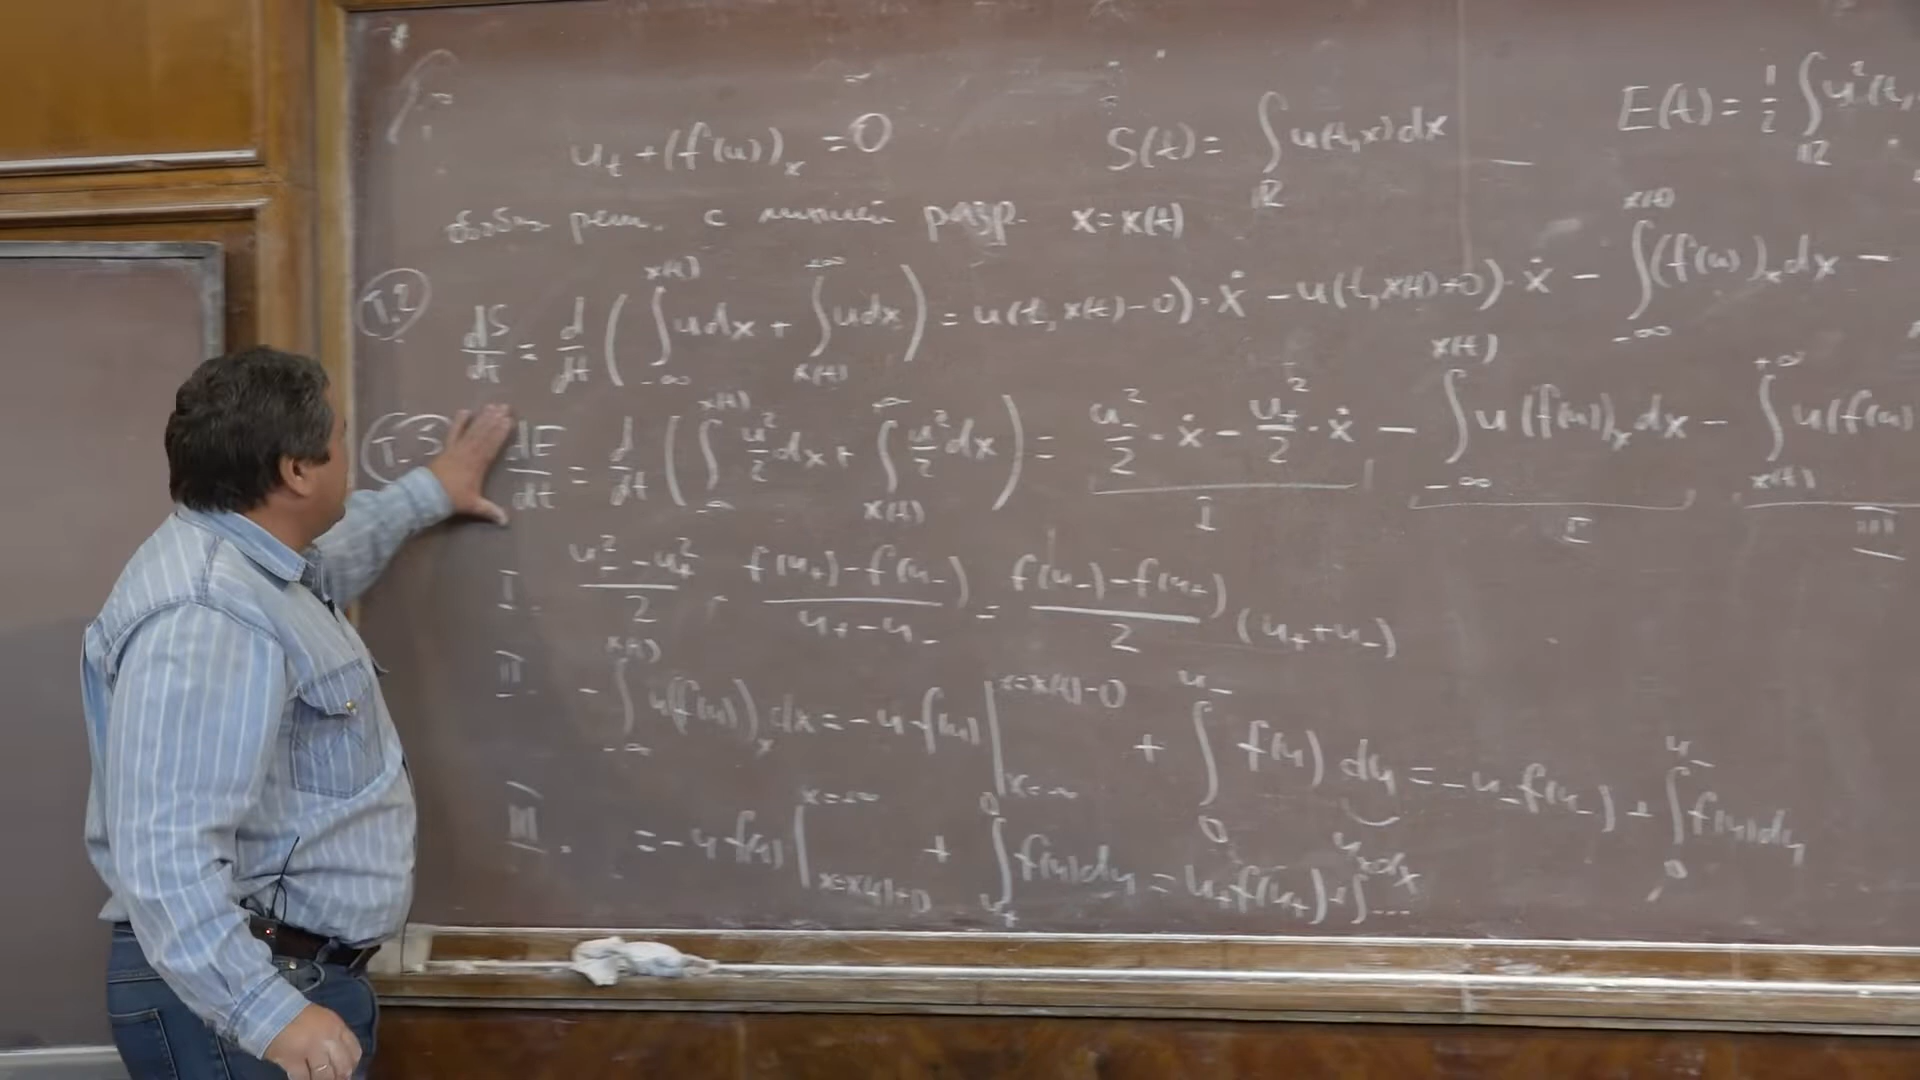 u_t + (f(u))_x = 0
S(t) = ∫_ℝ u(t,x) dx
E(t) = 1/2 ∫_ℝ u²(t,
реш. с линией разр. x = x(t)
Т.2 dS/dt = d/dt ( ∫_{-∞}^{x(t)} u dx + ∫_{x(t)}^{+∞} u dx ) = u(t, x(t)-0)·ẋ - u(t, x(t)+0)·ẋ - ∫_{-∞}^{x(t)} (f(u))_x dx -
Т.3 dE/dt = d/dt ( ∫_{-∞}^{x(t)} u²/2 dx + ∫_{x(t)}^{∞} u²/2 dx ) = u_-²/2 · ẋ - u_+²/2 · ẋ - ∫_{-∞}^{x(t)} u (f(u))_x dx - ∫_{x(t)}^{+∞} u (f(u)
I II III
I. (u_-² - u_+²)/2 · (f(u_+) - f(u_-))/(u_+ - u_-) = (f(u_-) - f(u_+))/2 (u_+ + u_-)
II. - ∫_{-∞}^{x(t)} u (f(u))_x dx = - u f(u) |_{x=-∞}^{x=x(t)-0} + ∫_0^{u_-} f(u) du = - u_- f(u_-) + ∫_0^{u_-} f(u) du
III. = - u f(u) |_{x=x(t)+0}^{x=+∞} + ∫_{u_+}^0 f(u) du = u_+ f(u_+) + ∫ ...